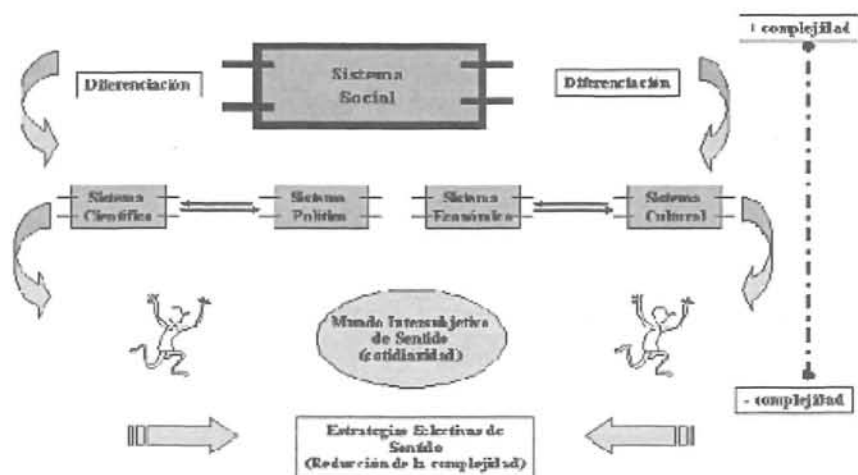 + complejidad
Sistema
Social
Diferenciación
Diferenciación
Sistema
Científico
Sistema
Político
Sistema
Económico
Sistema
Cultural
Mundo Intersubjetivo
de Sentido
(cotidianidad)
- complejidad
Estrategias Selectivas de
Sentido
(Reducción de la complejidad)